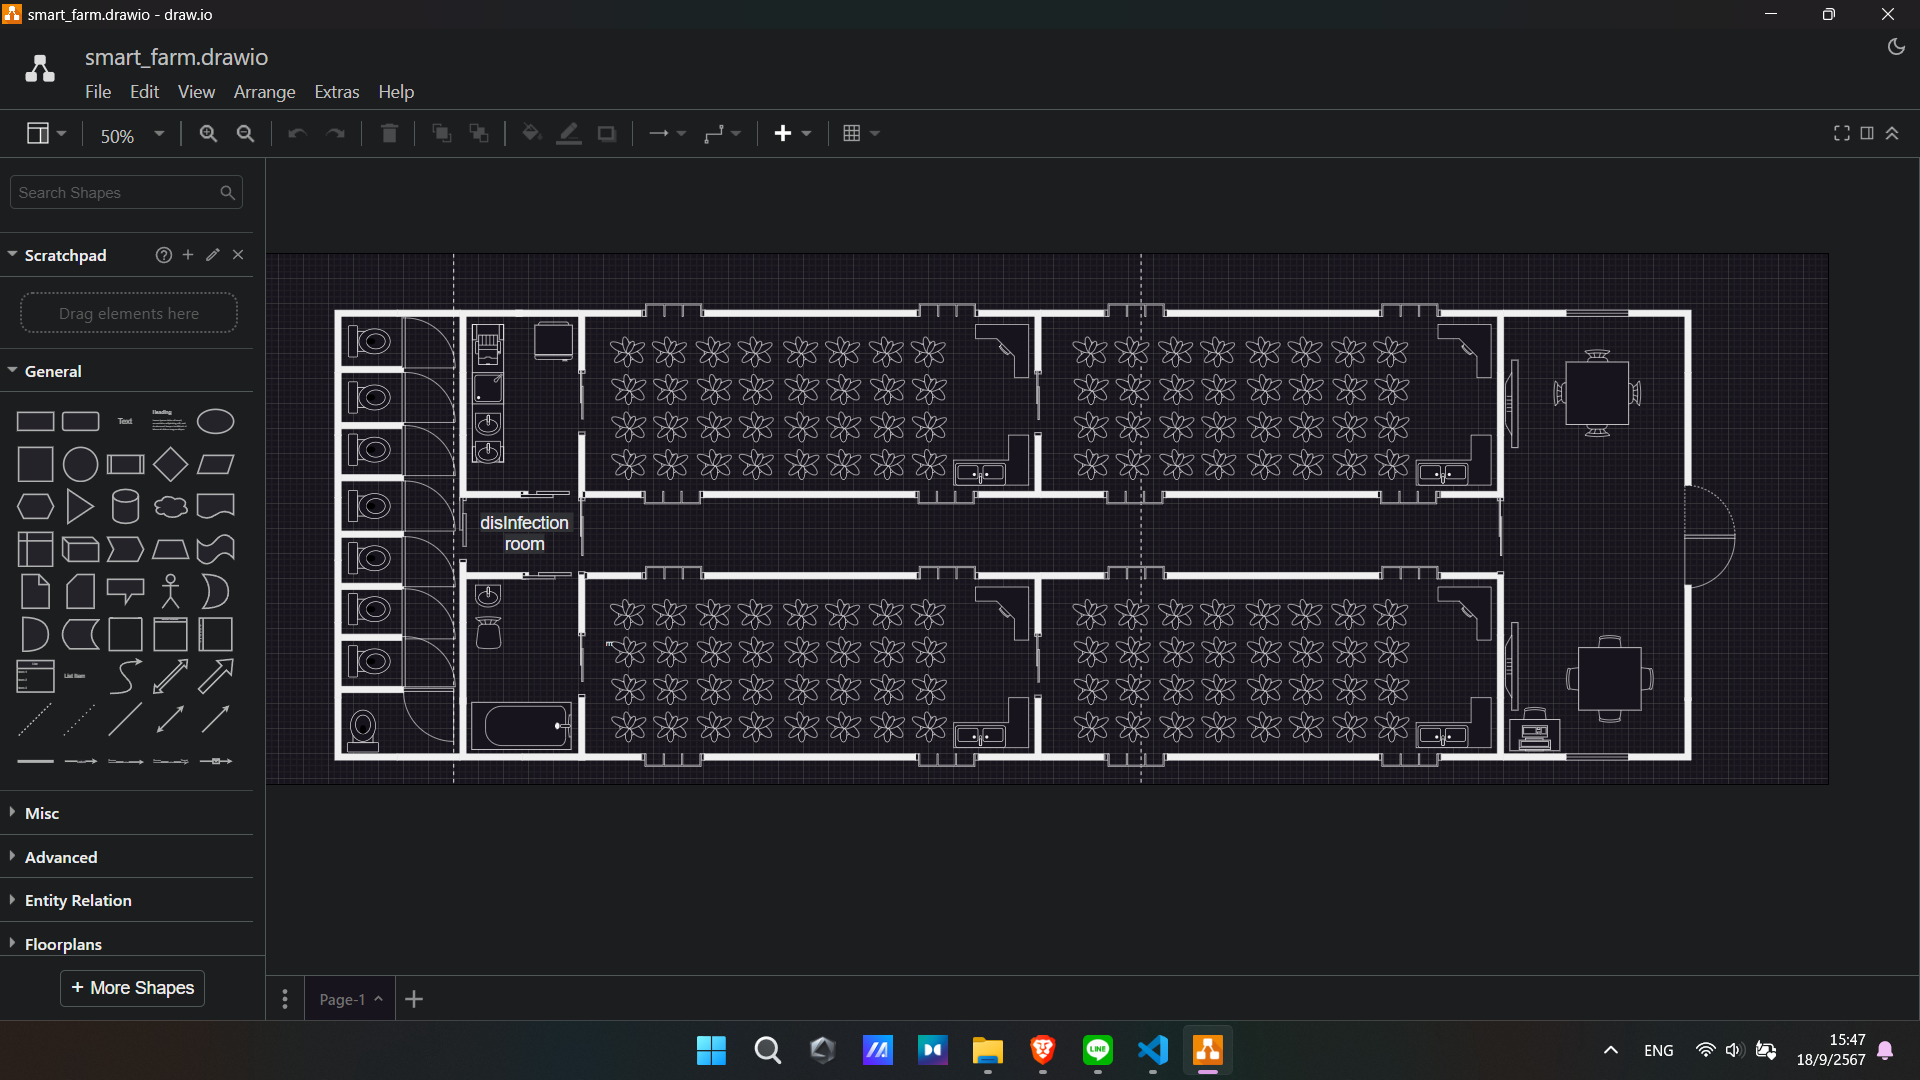 smart_farm.drawio - draw.io
smart_farm.drawio
File Edit View Arrange Extras Help
50%
Search Shapes
Scratchpad
Drag elements here
General
Text
Heading
List Item
Misc
Advanced
Entity Relation
Floorplans
+ More Shapes
disInfection
room
Page-1
LINE
ENG
15:47
18/9/2567